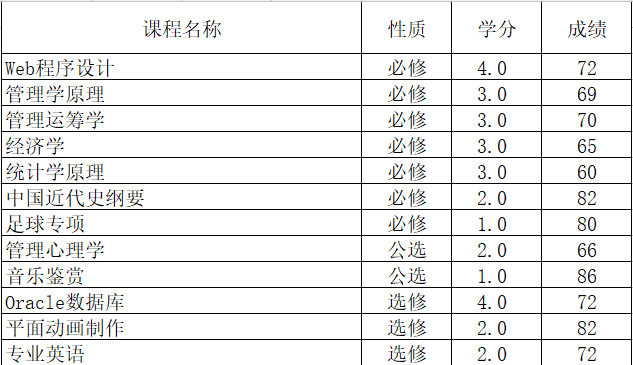 课程名称 性质 学分 成绩
Web程序设计 必修 4.0 72
管理学原理 必修 3.0 69
管理运筹学 必修 3.0 70
经济学 必修 3.0 65
统计学原理 必修 3.0 60
中国近代史纲要 必修 2.0 82
足球专项 必修 1.0 80
管理心理学 公选 2.0 66
音乐鉴赏 公选 1.0 86
Oracle数据库 选修 4.0 72
平面动画制作 选修 2.0 82
专业英语 选修 2.0 72